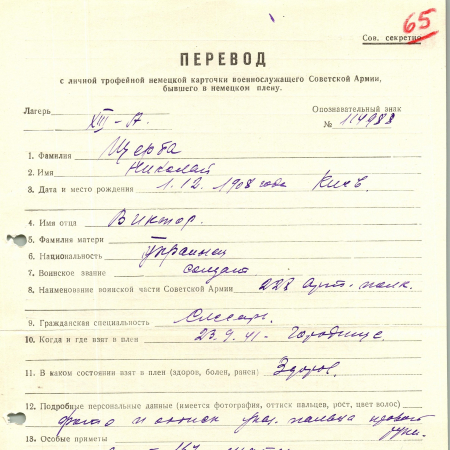 65
Сов. секретно
ПЕРЕВОД
с личной трофейной немецкой карточки военнослужащего Советской Армии,
бывшего в немецком плену.
Лагерь XIII - А. Опознавательный знак
№ 114988
1. Фамилия Щерба
2. Имя Николай
3. Дата и место рождения 1. 12. 1908 года Киев.
4. Имя отца Виктор.
5. Фамилия матери
6. Национальность Украинец
7. Воинское звание солдат
8. Наименование воинской части Советской Армии 228 арт. полк.
9. Гражданская специальность Слесарь.
10. Когда и где взят в плен 23. 9. 41 - Городище
11. В каком состоянии взят в плен (здоров, болен, ранен) Здоров.
12. Подробные персональные данные (имеется фотография, оттиск пальцев, рост, цвет волос)
фото и оттиск указ. пальца правой
руки.
13. Особые приметы